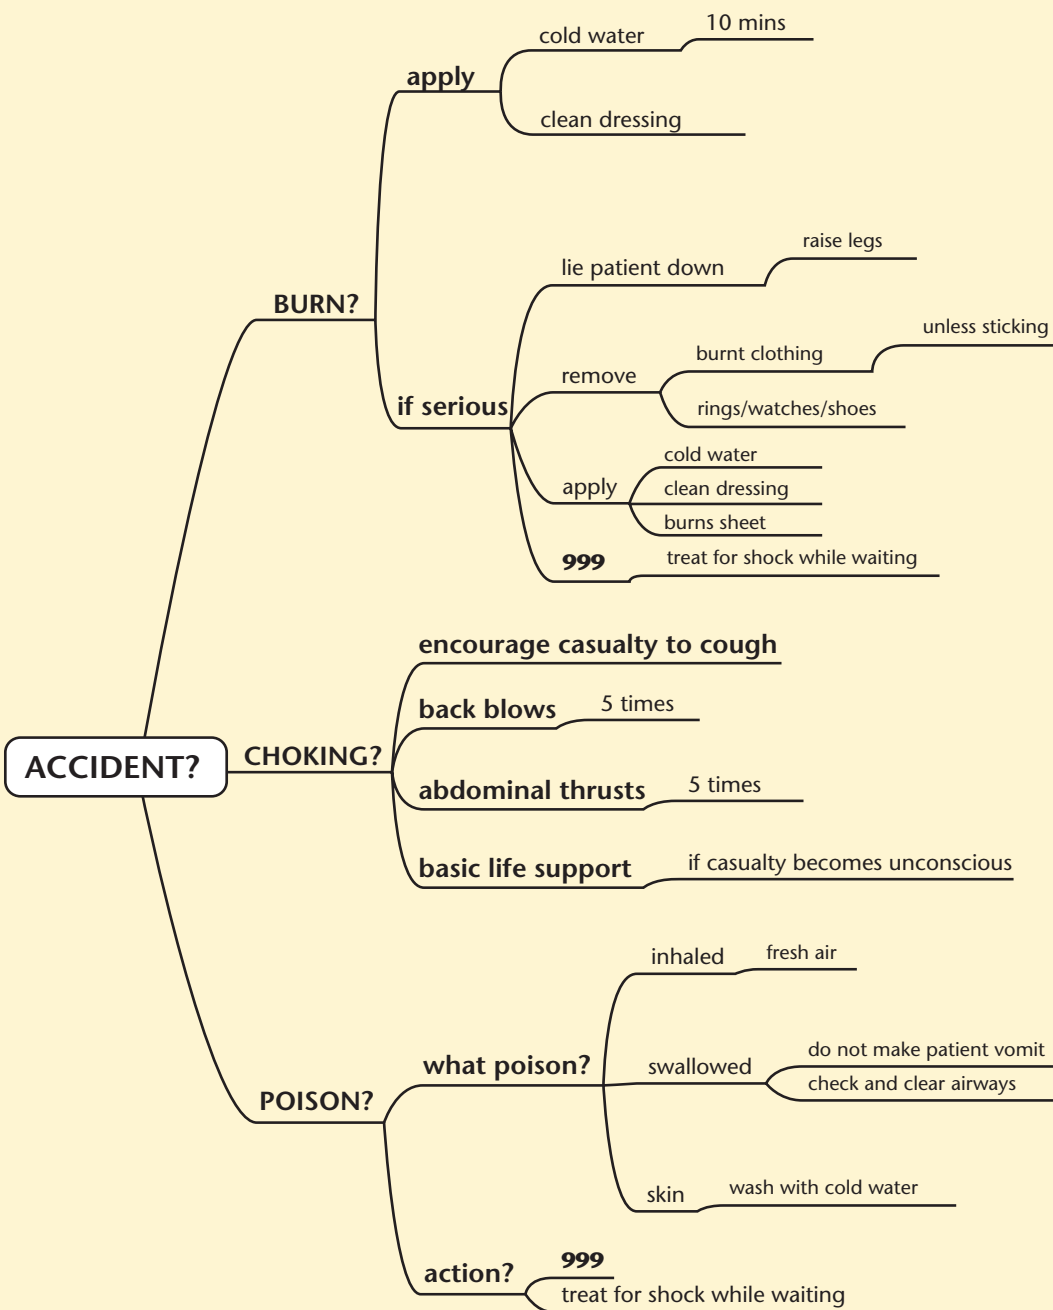 ACCIDENT?
BURN?
apply
cold water
10 mins
clean dressing
if serious
lie patient down
raise legs
remove
burnt clothing
unless sticking
rings/watches/shoes
apply
cold water
clean dressing
burns sheet
999
treat for shock while waiting
CHOKING?
encourage casualty to cough
back blows
5 times
abdominal thrusts
5 times
basic life support
if casualty becomes unconscious
POISON?
what poison?
inhaled
fresh air
swallowed
do not make patient vomit
check and clear airways
skin
wash with cold water
action?
999
treat for shock while waiting